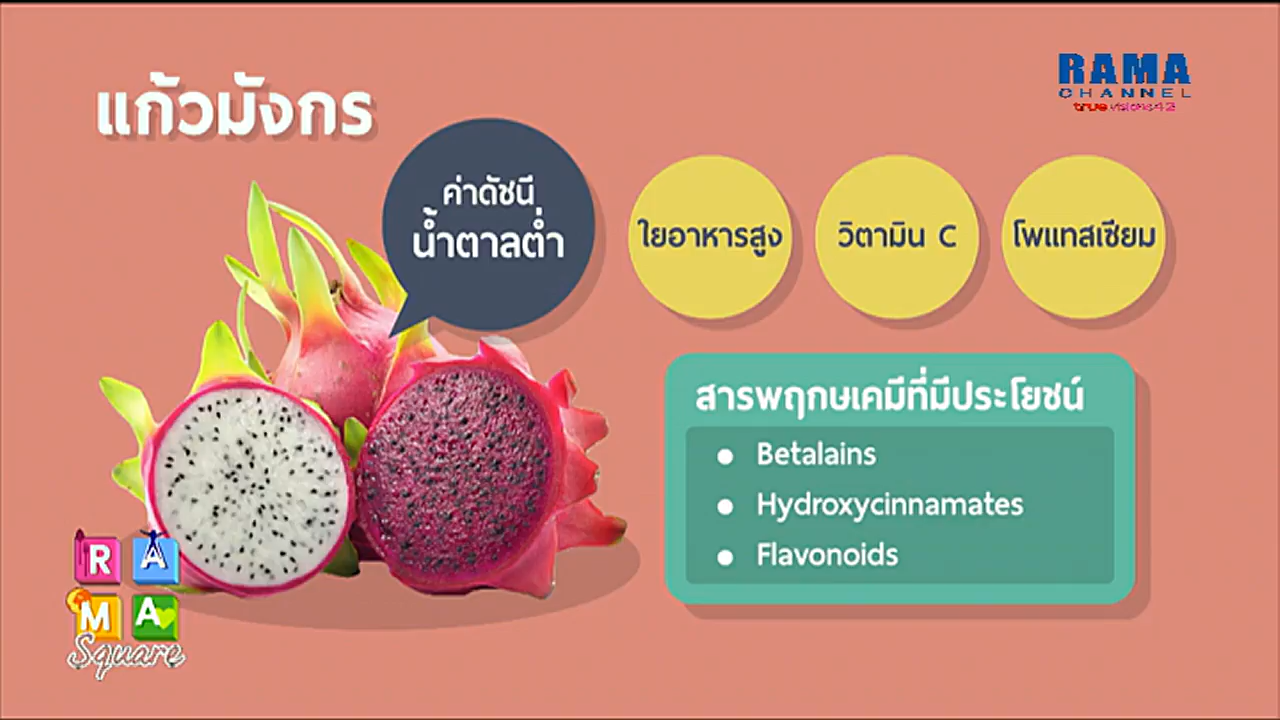 แก้วมังกร
RAMA
CHANNEL
true visions 42
ค่าดัชนี
น้ำตาลต่ำ
ใยอาหารสูง
วิตามิน C
โพแทสเซียม
สารพฤกษเคมีที่มีประโยชน์
Betalains
Hydroxycinnamates
Flavonoids
RA
MA
Square